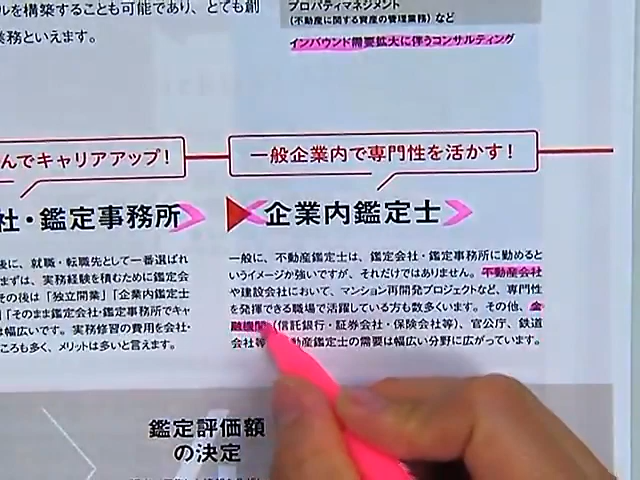 ルを構築することも可能であり、とても創
業務といえます。
プロパティマネジメント
(不動産に関する資産の管理業務) など
インバウンド需要拡大に伴うコンサルティング
んでキャリアアップ!
一般企業内で専門性を活かす!
社・鑑定事務所
企業内鑑定士
後に、就職・転職先として一番選ばれ
まずは、実務経験を積むために鑑定会
その後は「独立開業」「企業内鑑定士
「そのまま鑑定会社・鑑定事務所でキャ
は幅広いです。実務修習の費用を会社・
ころも多く、メリットは多いと言えます。
一般に、不動産鑑定士は、鑑定会社・鑑定事務所に勤めると
いうイメージが強いですが、それだけではありません。不動産会社
や建設会社において、マンション再開発プロジェクトなど、専門性
を発揮できる職場で活躍している方も数多くいます。その他、金
融機関(信託銀行・証券会社・保険会社等)、官公庁、鉄道
会社等 動産鑑定士の需要は幅広い分野に広がっています。
鑑定評価額
の決定